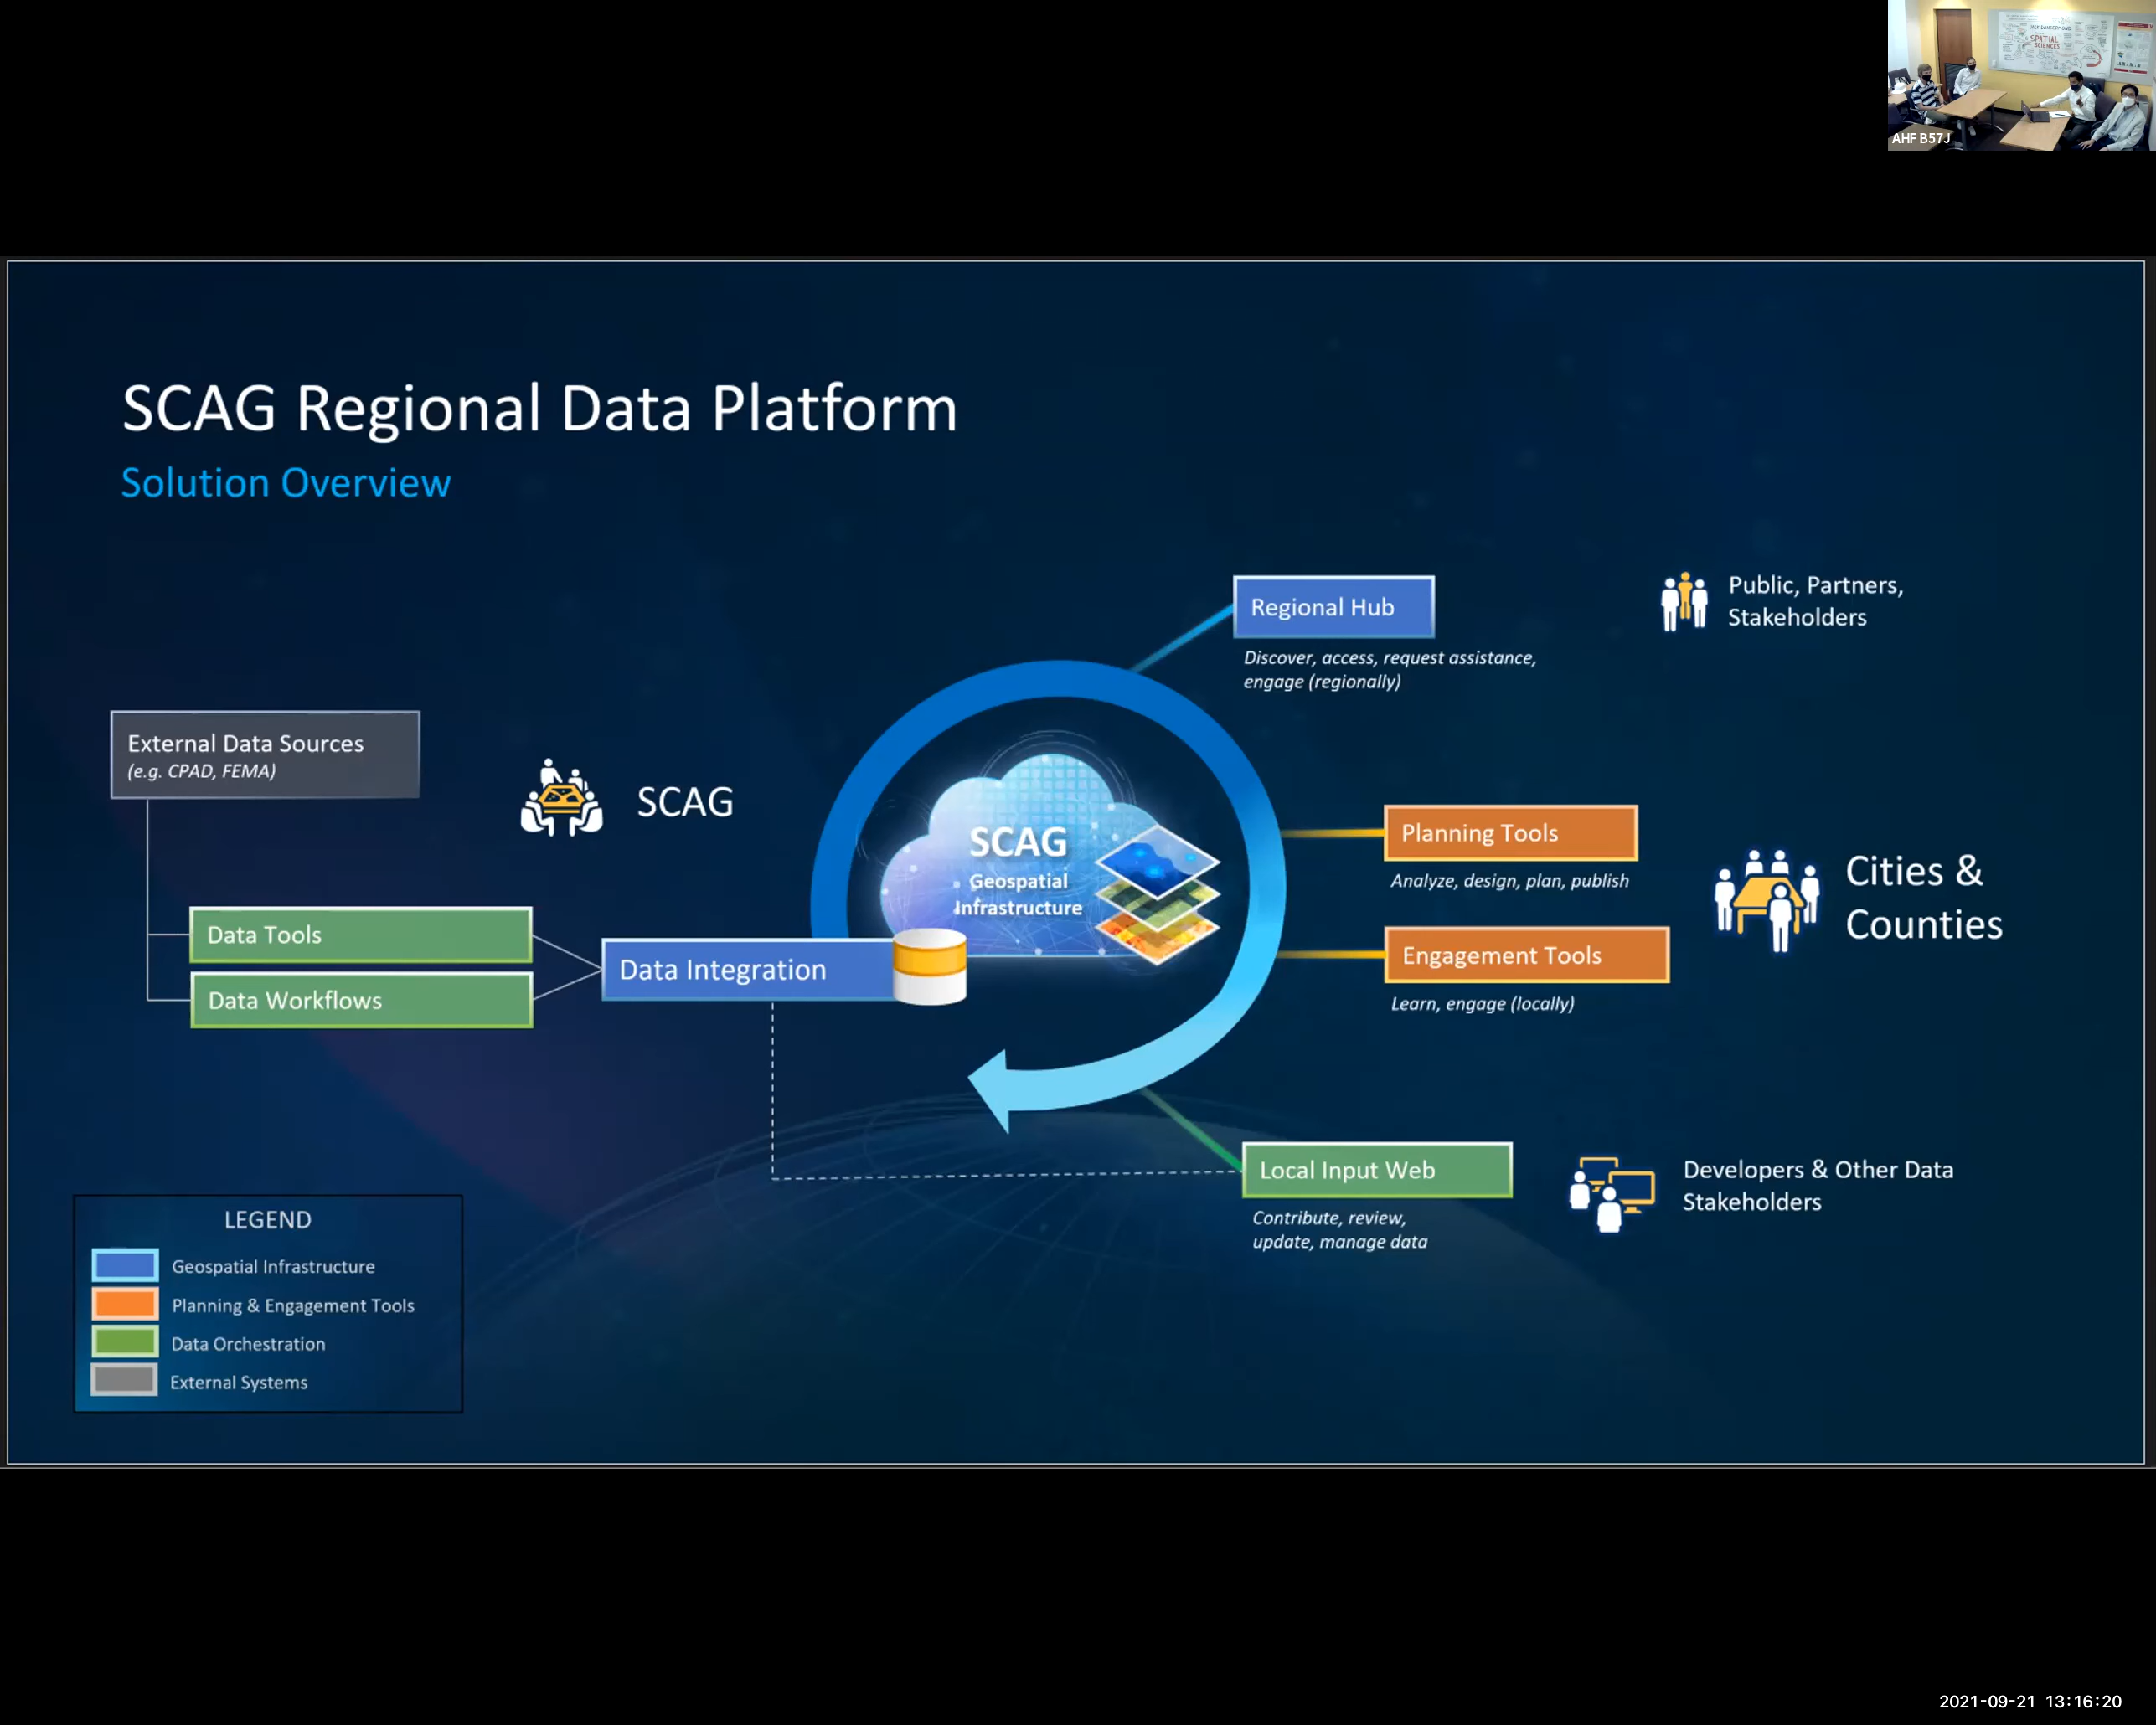 SPATIAL
SCIENCES
AHF B57J
SCAG Regional Data Platform
Solution Overview
Regional Hub
Discover, access, request assistance,
engage (regionally)
Public, Partners,
Stakeholders
External Data Sources
(e.g. CPAD, FEMA)
SCAG
SCAG
Geospatial
Infrastructure
Planning Tools
Analyze, design, plan, publish
Cities &
Counties
Data Tools
Data Workflows
Data Integration
Engagement Tools
Learn, engage (locally)
Local Input Web
Contribute, review,
update, manage data
Developers & Other Data
Stakeholders
LEGEND
Geospatial Infrastructure
Planning & Engagement Tools
Data Orchestration
External Systems
2021-09-21 13:16:20